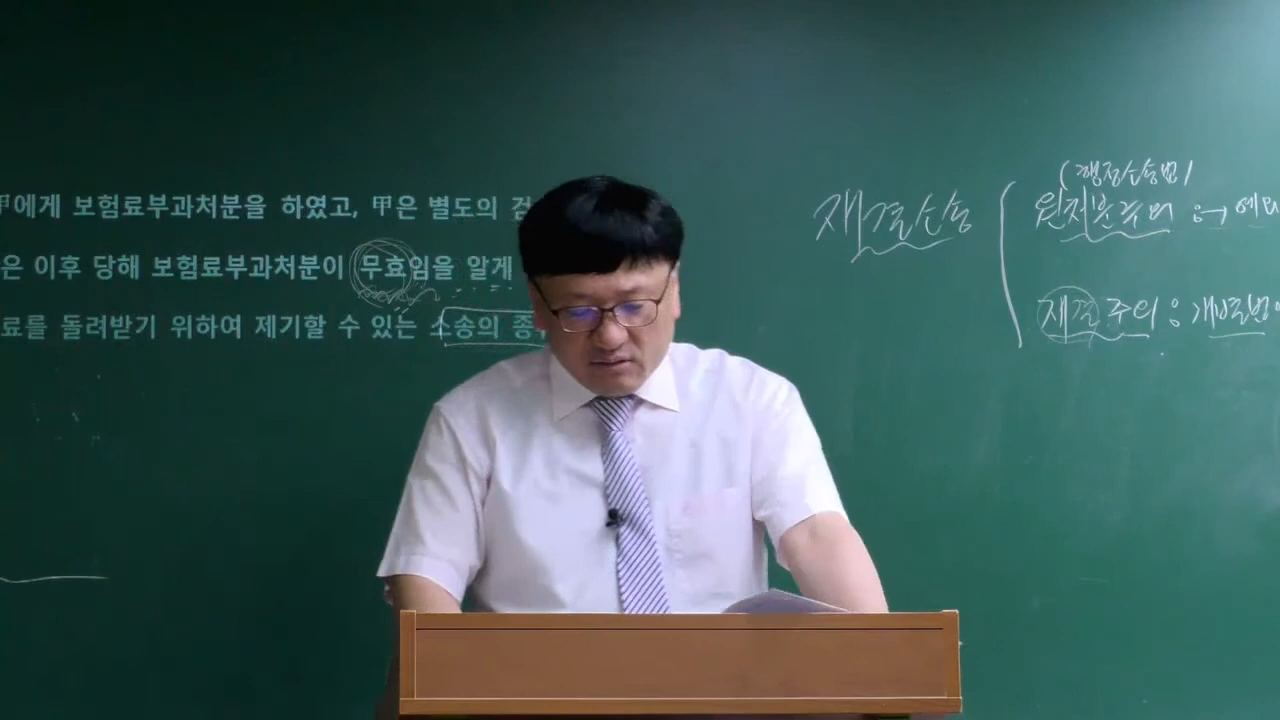 甲에게 보험료부과처분을 하였고, 甲은 별도의 검
은 이후 당해 보험료부과처분이 무효임을 알게
료를 돌려받기 위하여 제기할 수 있는 소송의 종
재결소송
(행정소송법)
원처분주의 :→ 예외
재결 주의 : 개별법